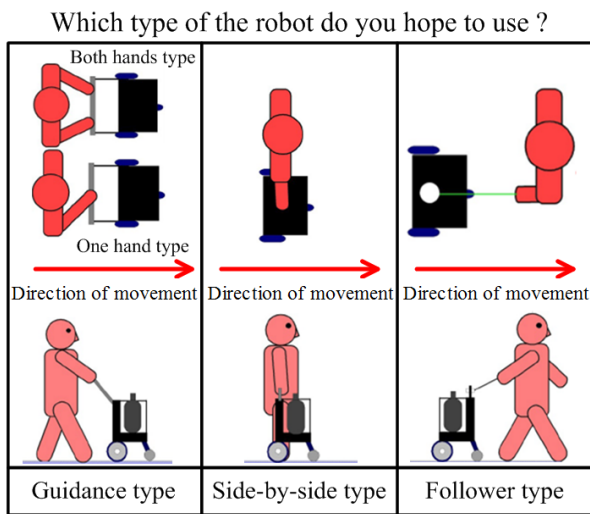 Which type of the robot do you hope to use ?
Both hands type
One hand type
Direction of movement
Direction of movement
Direction of movement
Guidance type
Side-by-side type
Follower type